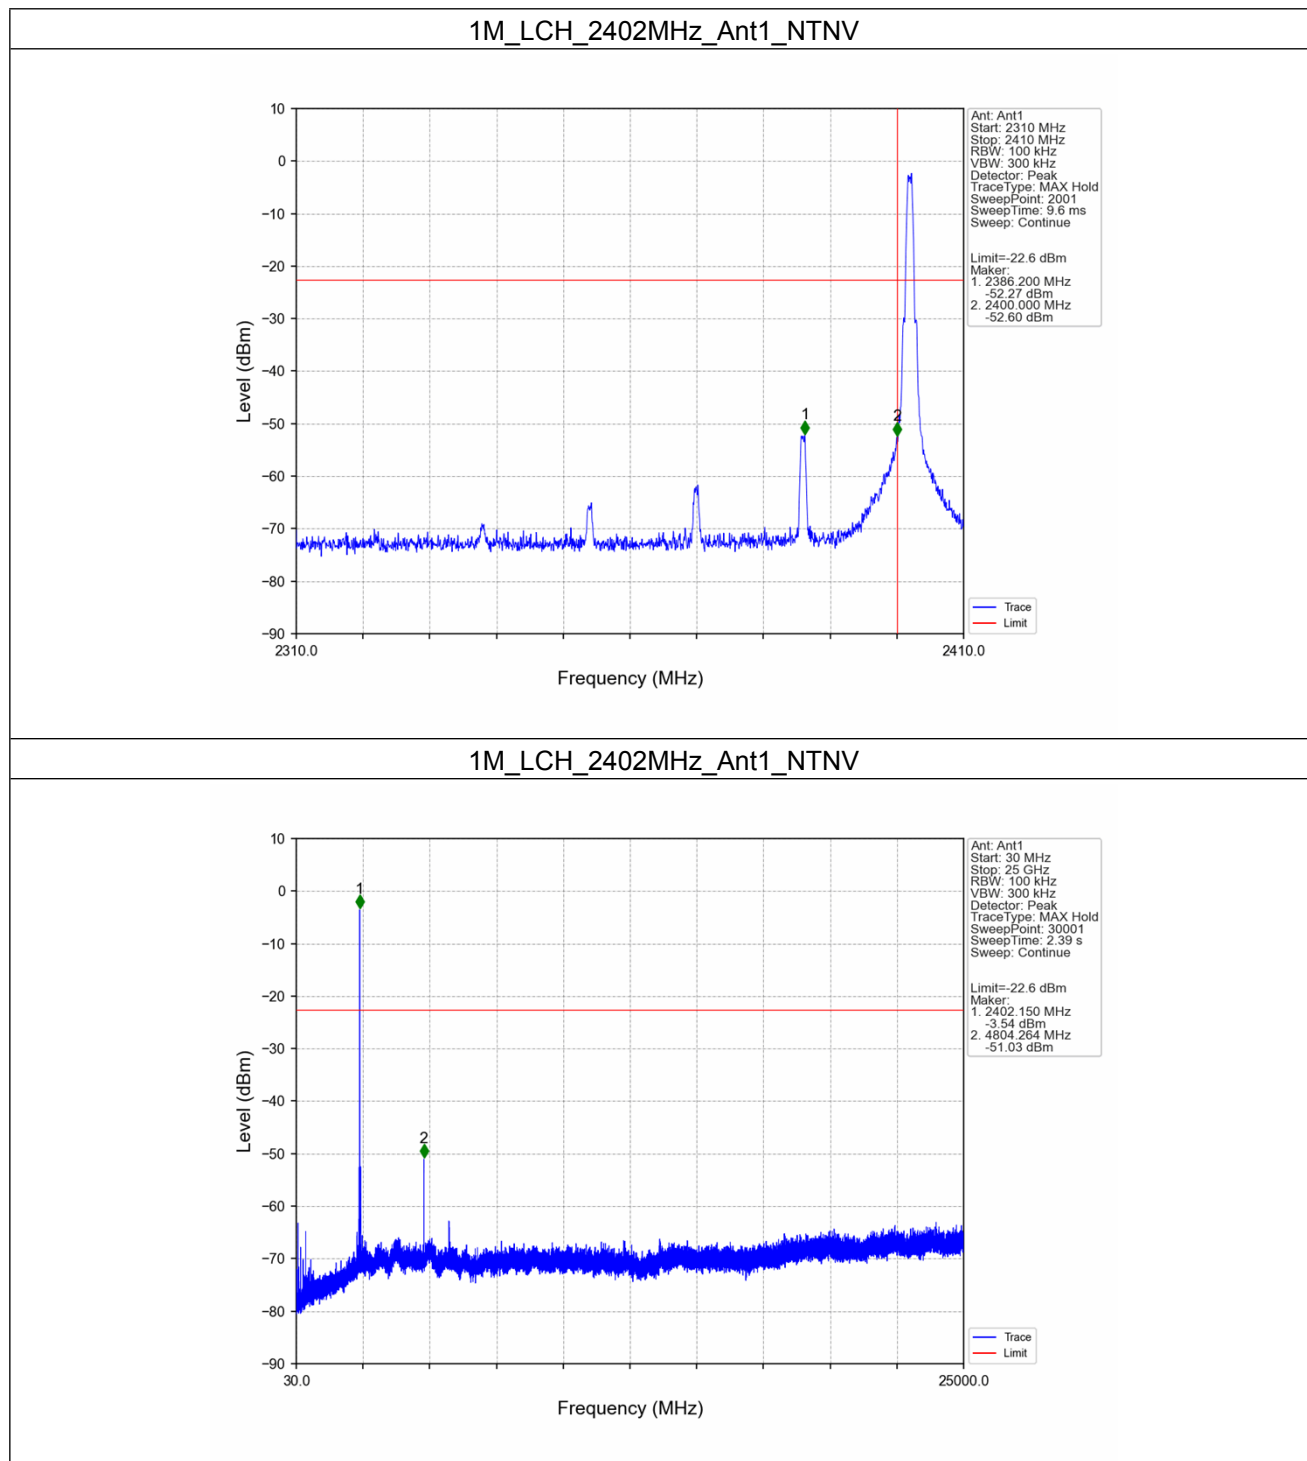 1M_LCH_2402MHz_Ant1_NTNV
10
0
−10
−20
−30
−40
−50
−60
−70
−80
−90
Level (dBm)
1
2
2310.0
2410.0
Frequency (MHz)
Ant: Ant1
Start: 2310 MHz
Stop: 2410 MHz
RBW: 100 kHz
VBW: 300 kHz
Detector: Peak
TraceType: MAX Hold
SweepPoint: 2001
SweepTime: 9.6 ms
Sweep: Continue
Limit=-22.6 dBm
Maker:
1. 2386.200 MHz
-52.27 dBm
2. 2400.000 MHz
-52.60 dBm
Trace
Limit
1M_LCH_2402MHz_Ant1_NTNV
10
0
−10
−20
−30
−40
−50
−60
−70
−80
−90
Level (dBm)
1
2
30.0
25000.0
Frequency (MHz)
Ant: Ant1
Start: 30 MHz
Stop: 25 GHz
RBW: 100 kHz
VBW: 300 kHz
Detector: Peak
TraceType: MAX Hold
SweepPoint: 30001
SweepTime: 2.39 s
Sweep: Continue
Limit=-22.6 dBm
Maker:
1. 2402.150 MHz
-3.54 dBm
2. 4804.264 MHz
-51.03 dBm
Trace
Limit